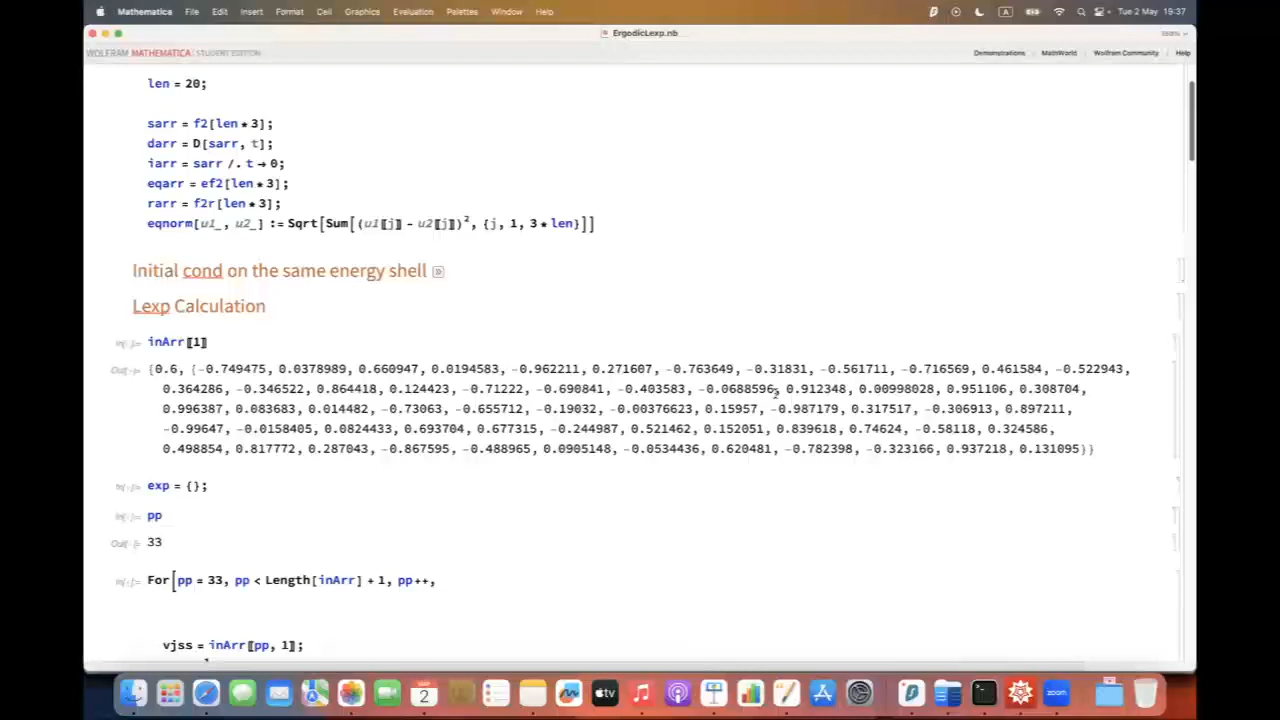 Mathematica File Edit Insert Format Cell Graphics Evaluation Palettes Window Help A Tue 2 May 19:37
ErgodicLexp.nb
WOLFRAM MATHEMATICA | STUDENT EDITION Demonstrations | MathWorld | Wolfram Community | Help
len = 20;
sarr = f2[len*3];
darr = D[sarr, t];
iarr = sarr /. t → 0;
eqarr = ef2[len*3];
rarr = f2r[len*3];
eqnorm[u1_, u2_] := Sqrt[Sum[(u1[[j]] - u2[[j]])^2, {j, 1, 3*len}]]
Initial cond on the same energy shell
Lexp Calculation
In[ ]:= inArr[[1]]
Out[ ]= {0.6, {-0.749475, 0.0378989, 0.660947, 0.0194583, -0.962211, 0.271607, -0.763649, -0.31831, -0.561711, -0.716569, 0.461584, -0.522943,
0.364286, -0.346522, 0.864418, 0.124423, -0.71222, -0.690841, -0.403583, -0.0688596, 0.912348, 0.00998028, 0.951106, 0.308704,
0.996387, 0.083683, 0.014482, -0.73063, -0.655712, -0.19032, -0.00376623, 0.15957, -0.987179, 0.317517, -0.306913, 0.897211,
-0.99647, -0.0158405, 0.0824433, 0.693704, 0.677315, -0.244987, 0.521462, 0.152051, 0.839618, 0.74624, -0.58118, 0.324586,
0.498854, 0.817772, 0.287043, -0.867595, -0.488965, 0.0905148, -0.0534436, 0.620481, -0.782398, -0.323166, 0.937218, 0.131095}}
In[ ]:= exp = {};
In[ ]:= pp
Out[ ]= 33
In[ ]:= For[pp = 33, pp < Length[inArr] + 1, pp++,
vjss = inArr[[pp, 1]];
2 tv zoom